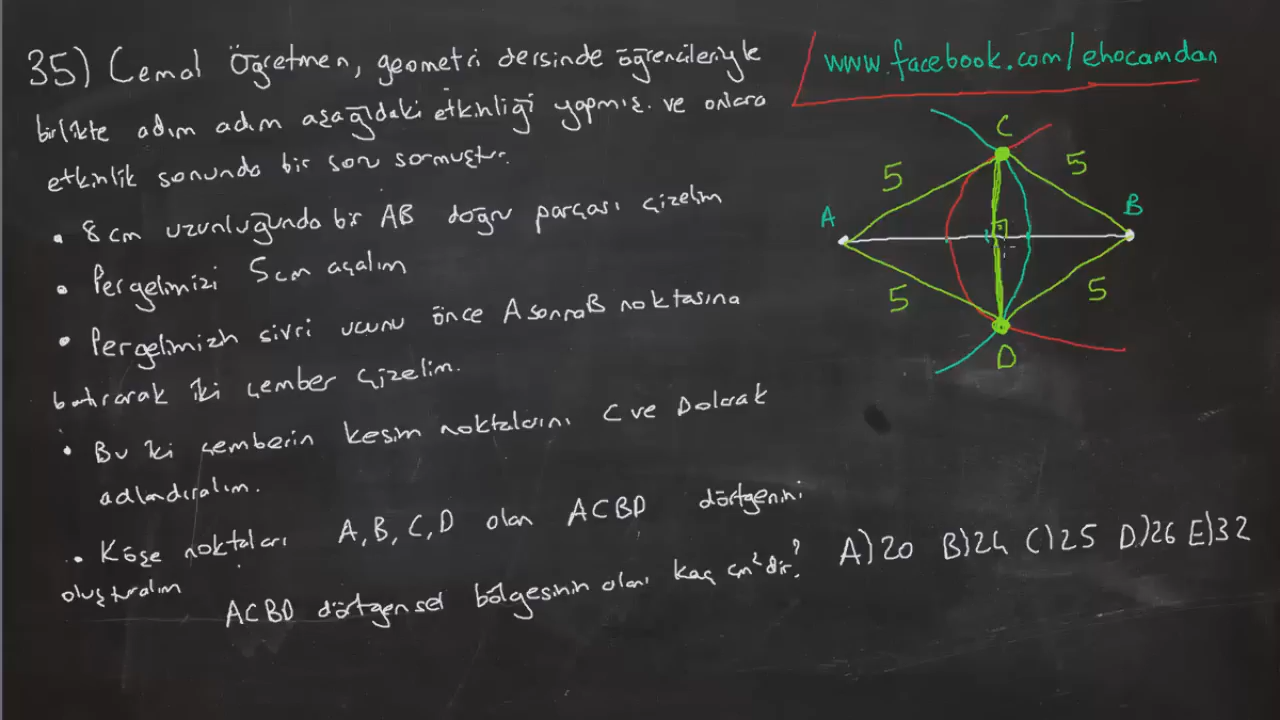 35) Cemal Öğretmen, geometri dersinde öğrencileriyle
birlikte adım adım aşağıdaki etkinliği yapmış ve onlara
etkinlik sonunda bir soru sormuştur.
• 8 cm uzunluğunda bir AB doğru parçası çizelim
• Pergelimizi 5 cm açalım
• Pergelimizin sivri ucunu önce A sonra B noktasına
batırarak iki çember çizelim.
• Bu iki çemberin kesim noktalarını C ve D olarak
adlandıralım.
• Köşe noktaları A, B, C, D olan ACBD dörtgenini
oluşturalım
ACBD dörtgensel bölgesinin alanı kaç cm² dir?
A) 20 B) 24 C) 25 D) 26 E) 32
www.facebook.com/ehocamdan
C
5 5
A B
5 5
D